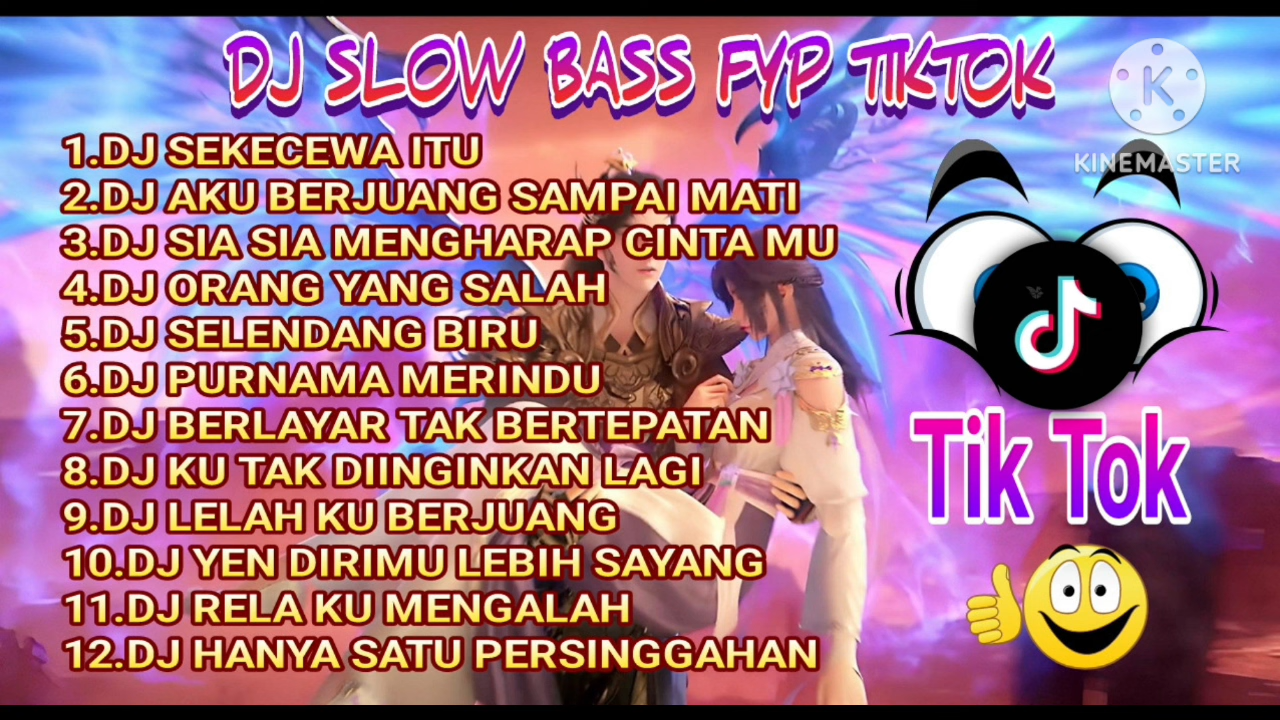 DJ SLOW BASS FYP TIKTOK
K
KINEMASTER
1.DJ SEKECEWA ITU
2.DJ AKU BERJUANG SAMPAI MATI
3.DJ SIA SIA MENGHARAP CINTA MU
4.DJ ORANG YANG SALAH
5.DJ SELENDANG BIRU
6.DJ PURNAMA MERINDU
7.DJ BERLAYAR TAK BERTEPATAN
8.DJ KU TAK DIINGINKAN LAGI
9.DJ LELAH KU BERJUANG
10.DJ YEN DIRIMU LEBIH SAYANG
11.DJ RELA KU MENGALAH
12.DJ HANYA SATU PERSINGGAHAN
Tik Tok